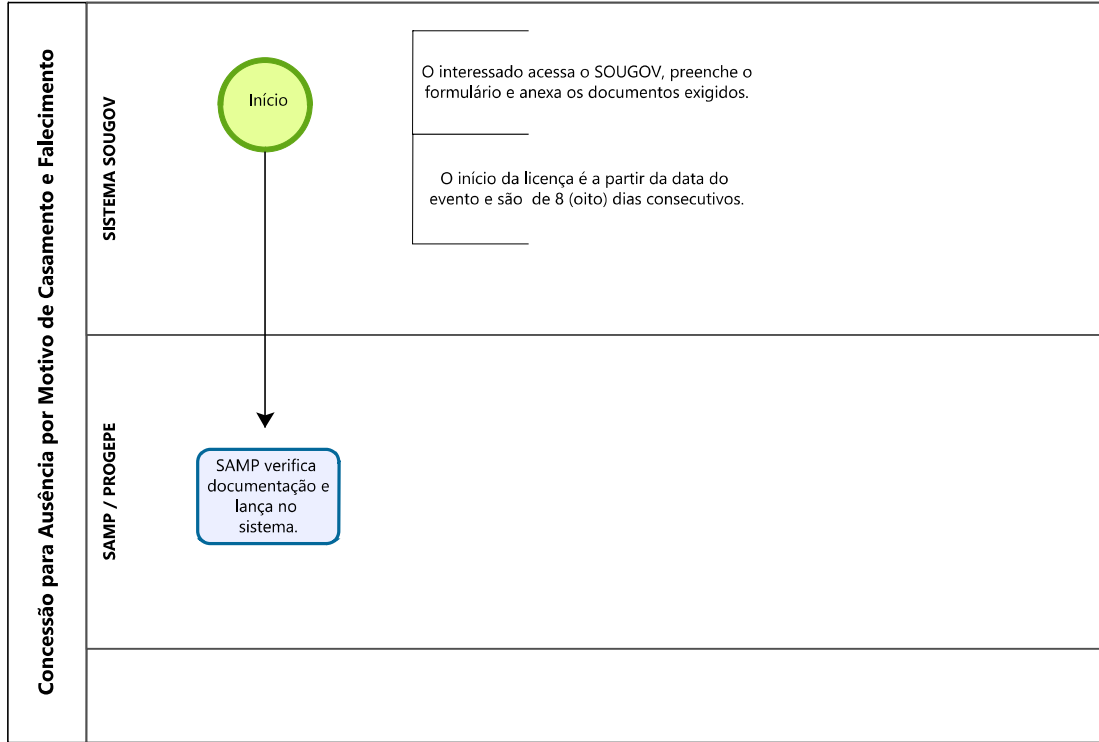 Concessão para Ausência por Motivo de Casamento e Falecimento
SISTEMA SOUGOV
Início
O interessado acessa o SOUGOV, preenche o
formulário e anexa os documentos exigidos.
O início da licença é a partir da data do
evento e são de 8 (oito) dias consecutivos.
SAMP / PROGEPE
SAMP verifica
documentação e
lança no
sistema.